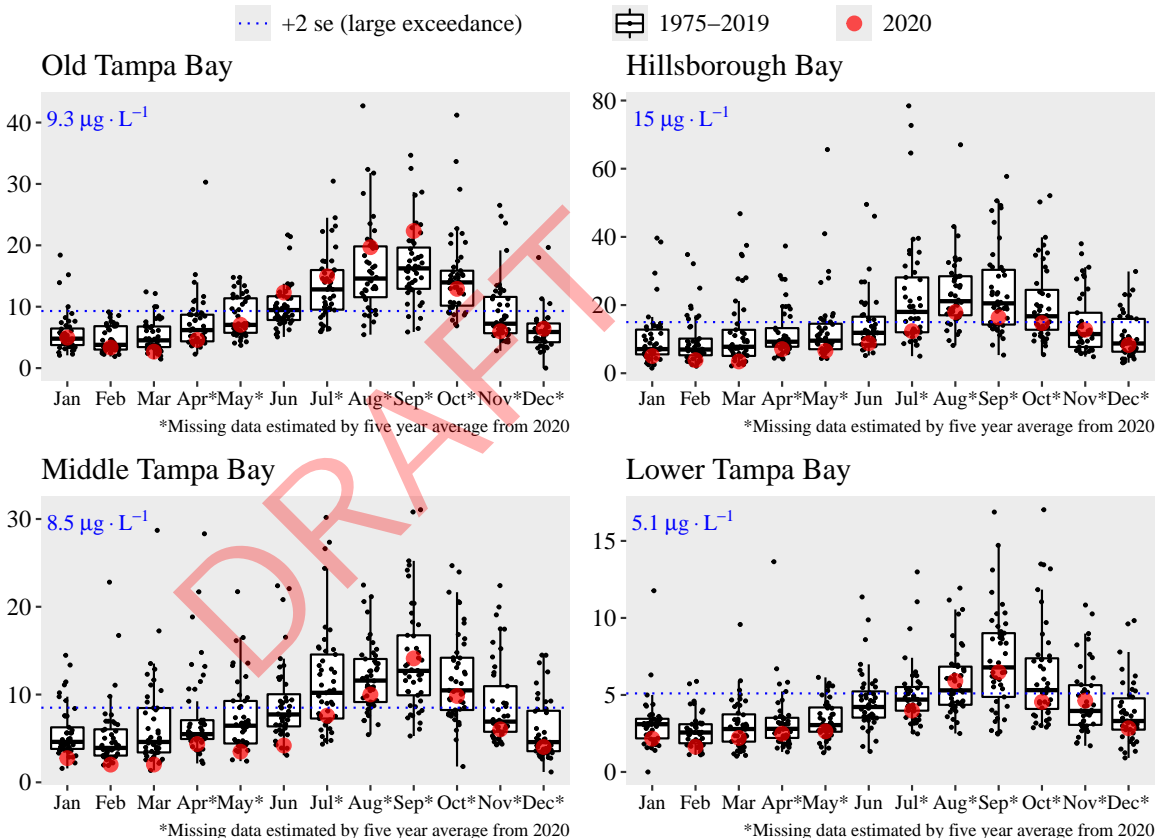 +2 se (large exceedance) 1975−2019 2020
Old Tampa Bay
9.3 μg · L−1
40
30
20
10
0
Jan Feb Mar Apr* May* Jun Jul* Aug* Sep* Oct* Nov* Dec*
*Missing data estimated by five year average from 2020
Hillsborough Bay
15 μg · L−1
80
60
40
20
0
Jan Feb Mar Apr* May* Jun Jul* Aug* Sep* Oct* Nov* Dec*
*Missing data estimated by five year average from 2020
Middle Tampa Bay
8.5 μg · L−1
30
20
10
0
Jan Feb Mar Apr* May* Jun Jul* Aug* Sep* Oct* Nov* Dec*
*Missing data estimated by five year average from 2020
Lower Tampa Bay
5.1 μg · L−1
15
10
5
0
Jan Feb Mar Apr* May* Jun Jul* Aug* Sep* Oct* Nov* Dec*
*Missing data estimated by five year average from 2020
DRAFT